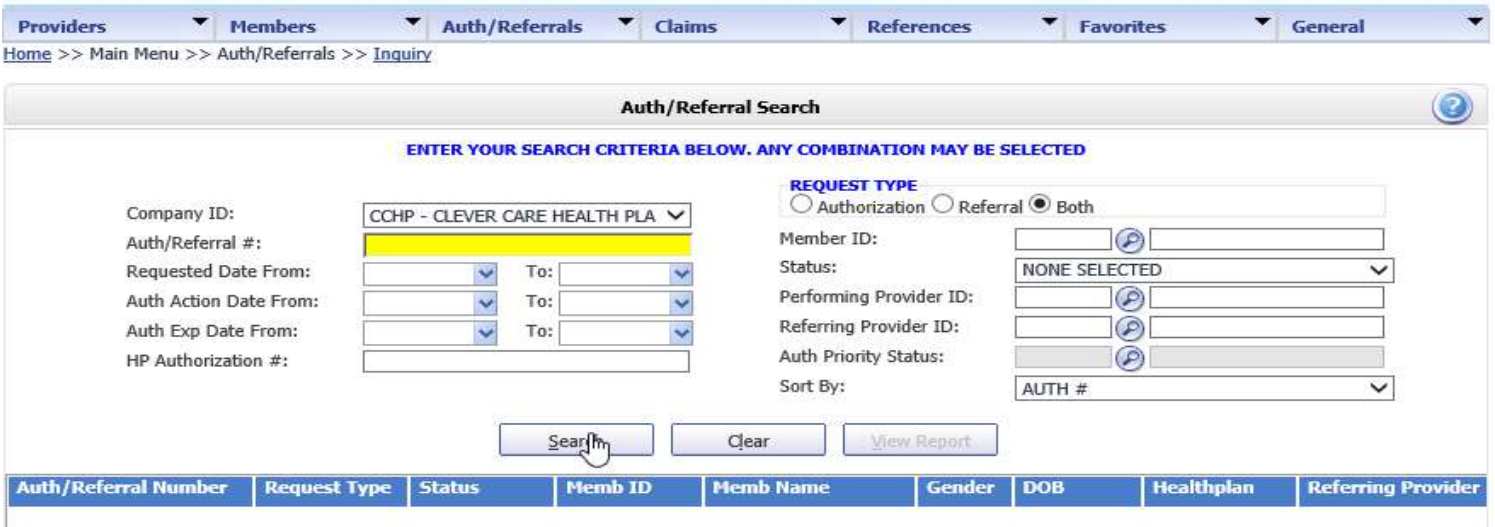 Providers Members Auth/Referrals Claims References Favorites General
Home >> Main Menu >> Auth/Referrals >> Inquiry
Auth/Referral Search
ENTER YOUR SEARCH CRITERIA BELOW. ANY COMBINATION MAY BE SELECTED
REQUEST TYPE
Authorization Referral Both
Company ID: CCHP - CLEVER CARE HEALTH PLA
Auth/Referral #:
Requested Date From: To:
Auth Action Date From: To:
Auth Exp Date From: To:
HP Authorization #:
Member ID:
Status: NONE SELECTED
Performing Provider ID:
Referring Provider ID:
Auth Priority Status:
Sort By: AUTH #
Search Clear View Report
Auth/Referral Number Request Type Status Memb ID Memb Name Gender DOB Healthplan Referring Provider